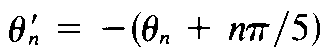 θ′ₙ = −(θₙ + nπ/5)